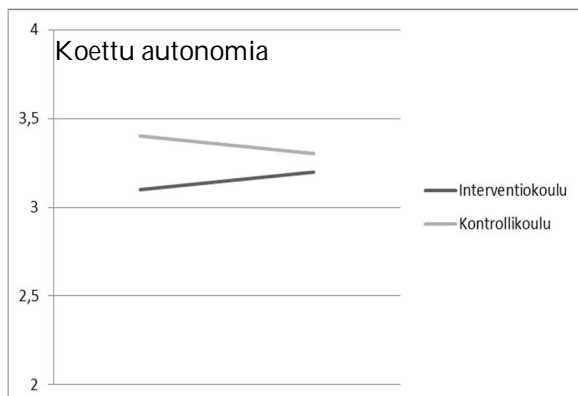 4
Koettu autonomia
3,5
3
2,5
2
Interventiokoulu
Kontrollikoulu